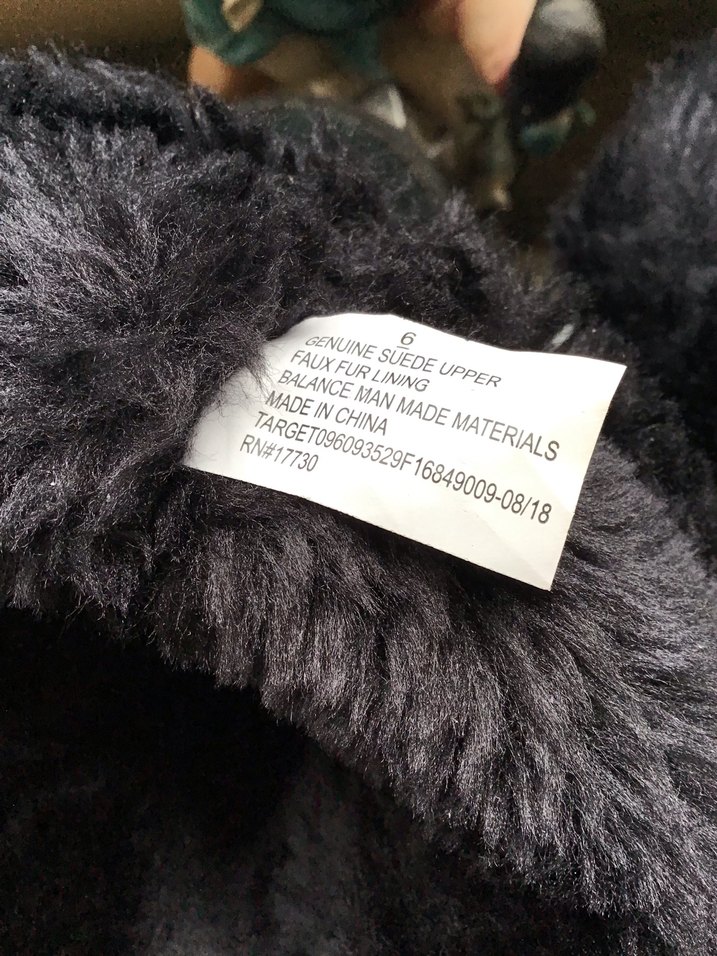 6
GENUINE SUEDE UPPER
FAUX FUR LINING
BALANCE MAN MADE MATERIALS
MADE IN CHINA
TARGET096093529F16849009-08/18
RN#17730